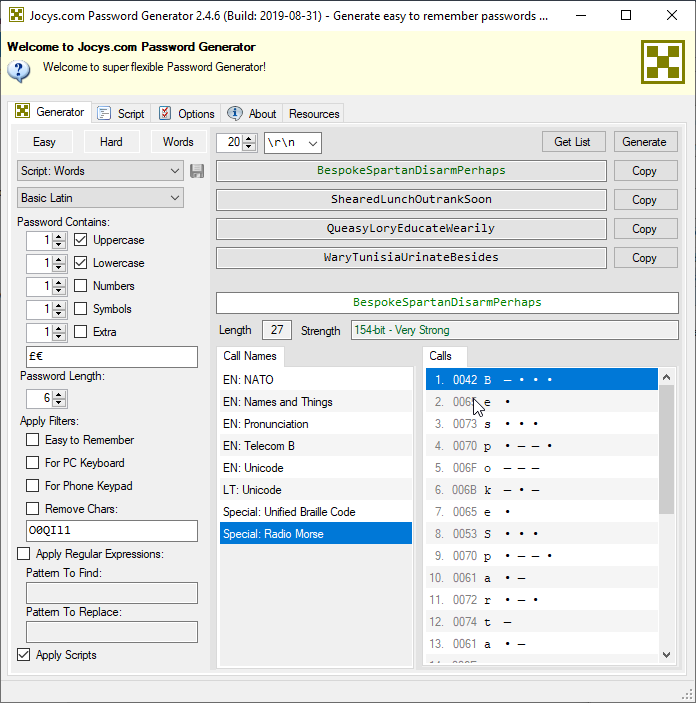 Jocys.com Password Generator 2.4.6 (Build: 2019-08-31) - Generate easy to remember passwords ...
Welcome to Jocys.com Password Generator
Welcome to super flexible Password Generator!
Generator Script Options About Resources
Easy Hard Words
Script: Words
Basic Latin
Password Contains:
1 Uppercase
1 Lowercase
1 Numbers
1 Symbols
1 Extra
£€
Password Length:
6
Apply Filters:
Easy to Remember
For PC Keyboard
For Phone Keypad
Remove Chars:
O0QIl1
Apply Regular Expressions:
Pattern To Find:
Pattern To Replace:
Apply Scripts
20 \r\n Get List Generate
BespokeSpartanDisarmPerhaps Copy
ShearedLunchOutrankSoon Copy
QueasyLoryEducateWearily Copy
WaryTunisiaUrinateBesides Copy
BespokeSpartanDisarmPerhaps
Length 27 Strength 154-bit - Very Strong
Call Names
EN: NATO
EN: Names and Things
EN: Pronunciation
EN: Telecom B
EN: Unicode
LT: Unicode
Special: Unified Braille Code
Special: Radio Morse
Calls
1. 0042 B — • • •
2. 0065 e •
3. 0073 s • • •
4. 0070 p • — — •
5. 006F o — — —
6. 006B k — • —
7. 0065 e •
8. 0053 S • • •
9. 0070 p • — — •
10. 0061 a • —
11. 0072 r • — •
12. 0074 t —
13. 0061 a • —